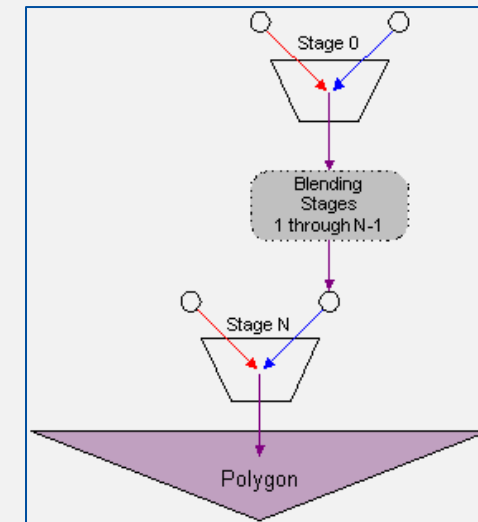 Stage 0
Blending
Stages
1 through N-1
Stage N
Polygon